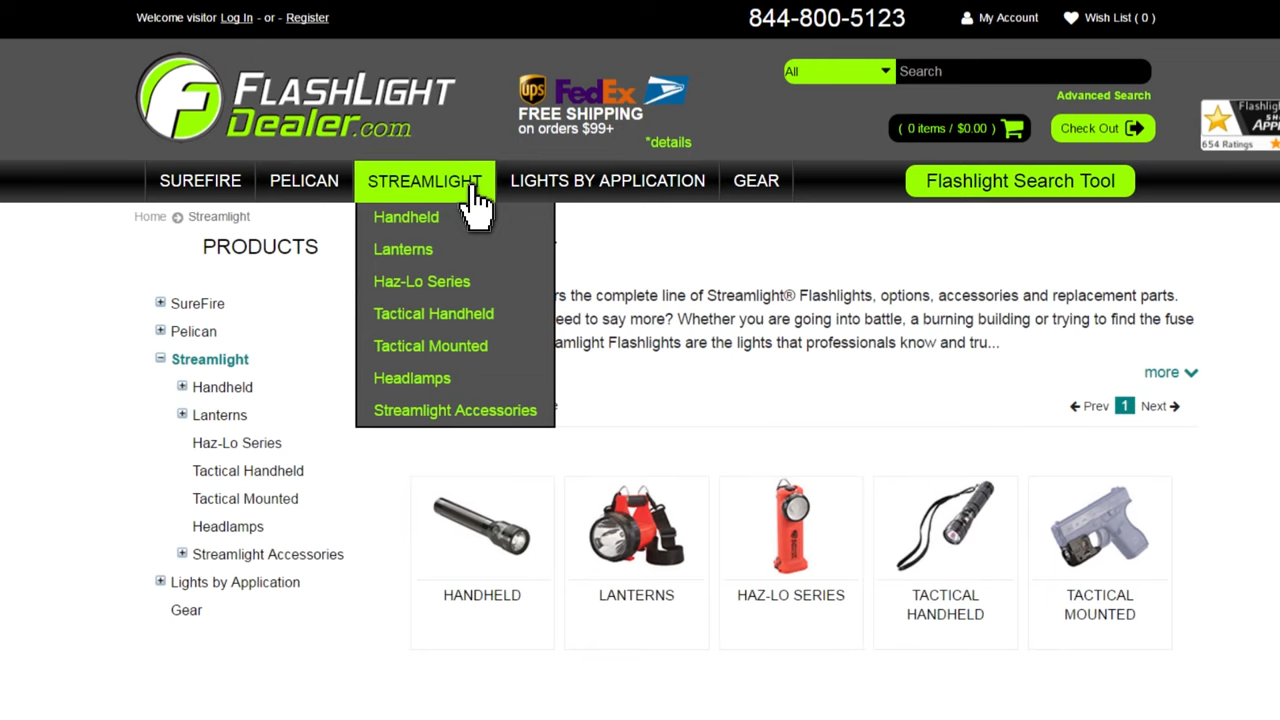 Welcome visitor Log In - or - Register
844-800-5123
My Account
Wish List ( 0 )
FLASHLIGHT
Dealer.com
ups FedEx
FREE SHIPPING
on orders $99+
*details
All
Search
Advanced Search
( 0 items / $0.00 )
Check Out
Flashlight
654 Ratings
SUREFIRE
PELICAN
STREAMLIGHT
LIGHTS BY APPLICATION
GEAR
Flashlight Search Tool
Home Streamlight
PRODUCTS
SureFire
Pelican
Streamlight
Handheld
Lanterns
Haz-Lo Series
Tactical Handheld
Tactical Mounted
Headlamps
Streamlight Accessories
Lights by Application
Gear
Handheld
Lanterns
Haz-Lo Series
Tactical Handheld
Tactical Mounted
Headlamps
Streamlight Accessories
rs the complete line of Streamlight® Flashlights, options, accessories and replacement parts.
eed to say more? Whether you are going into battle, a burning building or trying to find the fuse
amlight Flashlights are the lights that professionals know and tru...
more
Prev 1 Next
HANDHELD
LANTERNS
HAZ-LO SERIES
TACTICAL
HANDHELD
TACTICAL
MOUNTED